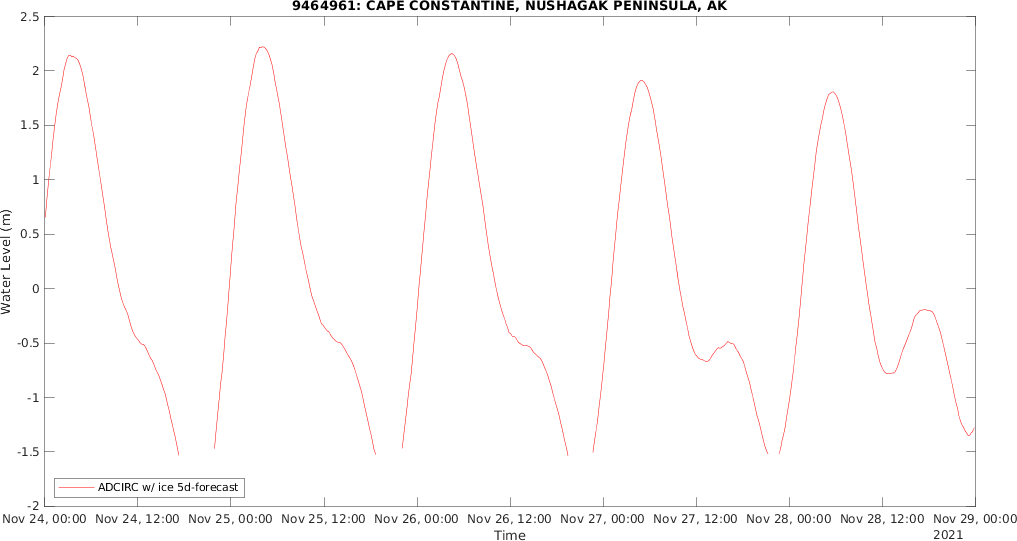 9464961: CAPE CONSTANTINE, NUSHAGAK PENINSULA, AK
2.5
2
1.5
1
0.5
0
-0.5
-1
-1.5
-2
Water Level (m)
ADCIRC w/ ice 5d-forecast
Nov 24, 00:00 Nov 24, 12:00 Nov 25, 00:00 Nov 25, 12:00 Nov 26, 00:00 Nov 26, 12:00 Nov 27, 00:00 Nov 27, 12:00 Nov 28, 00:00 Nov 28, 12:00 Nov 29, 00:00
Time
2021